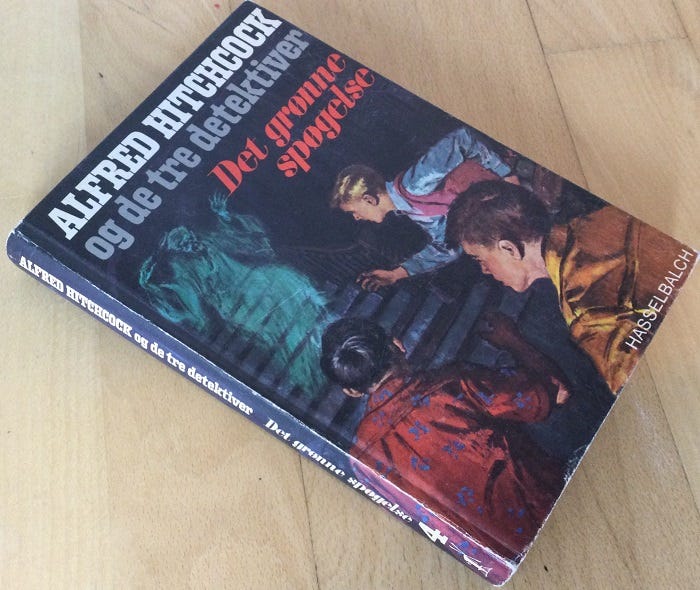 ALFRED HITCHCOCK
og de tre detektiver
Det grønne
spøgelse
HASSELBALCH
ALFRED HITCHCOCK og de tre detektiver Det grønne spøgelse 4